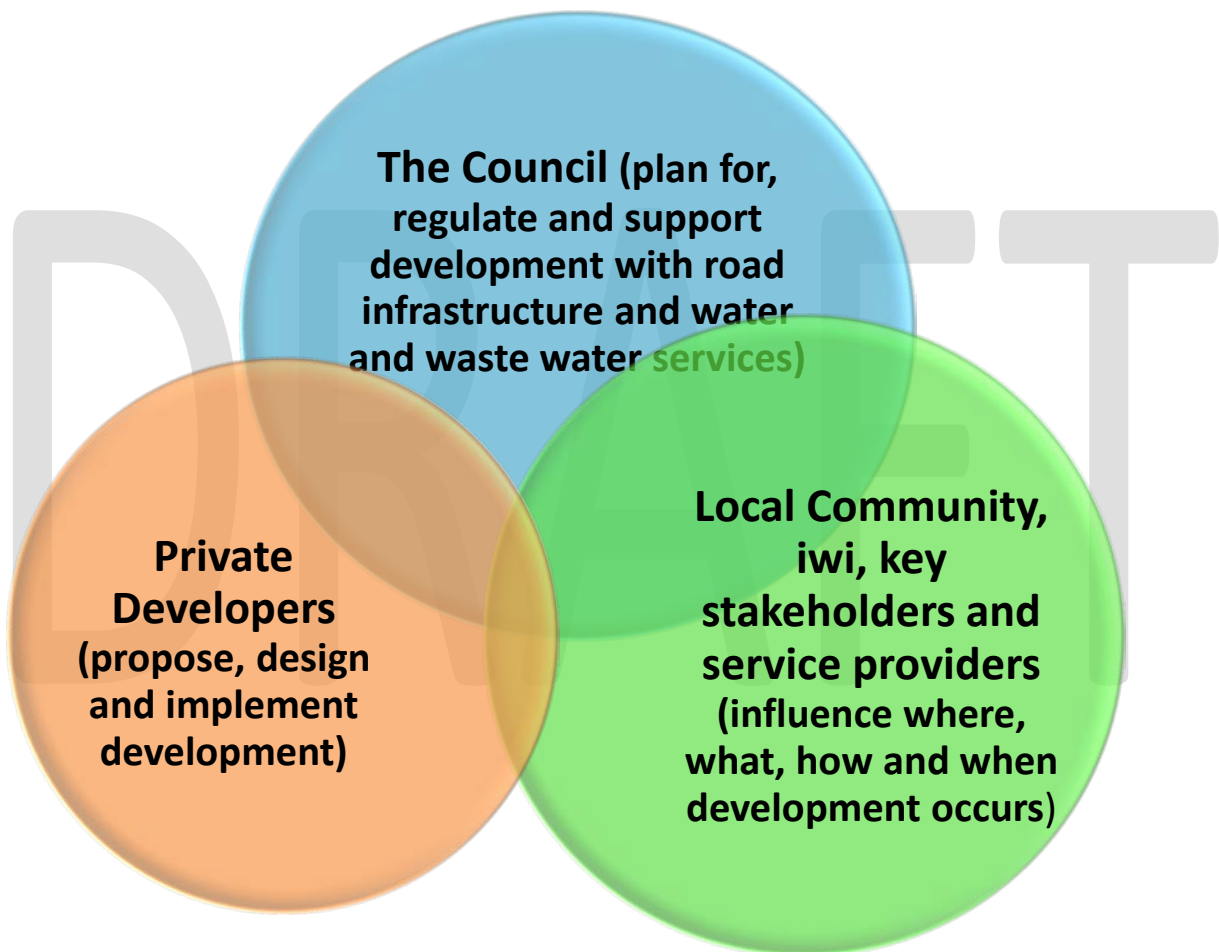 The Council (plan for,
regulate and support
development with road
infrastructure and water
and waste water services)
DRAFT
Private
Developers
(propose, design
and implement
development)
Local Community,
iwi, key
stakeholders and
service providers
(influence where,
what, how and when
development occurs)